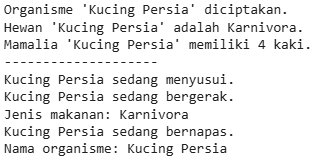 Organisme 'Kucing Persia' diciptakan.
Hewan 'Kucing Persia' adalah Karnivora.
Mamalia 'Kucing Persia' memiliki 4 kaki.
--------------------
Kucing Persia sedang menyusui.
Kucing Persia sedang bergerak.
Jenis makanan: Karnivora
Kucing Persia sedang bernapas.
Nama organisme: Kucing Persia